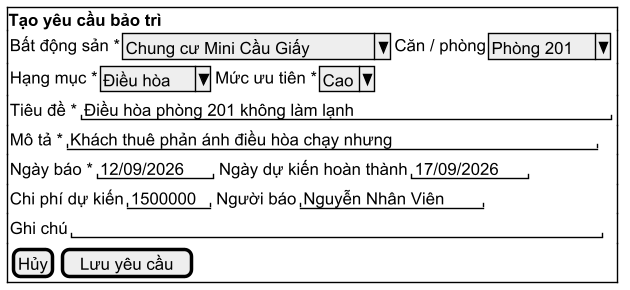 Tạo yêu cầu bảo trì
Bất động sản * Chung cư Mini Cầu Giấy Căn / phòng Phòng 201
Hạng mục * Điều hòa Mức ưu tiên * Cao
Tiêu đề * Điều hòa phòng 201 không làm lạnh
Mô tả * Khách thuê phản ánh điều hòa chạy nhưng
Ngày báo * 12/09/2026 Ngày dự kiến hoàn thành 17/09/2026
Chi phí dự kiến 1500000 Người báo Nguyễn Nhân Viên
Ghi chú
Hủy Lưu yêu cầu